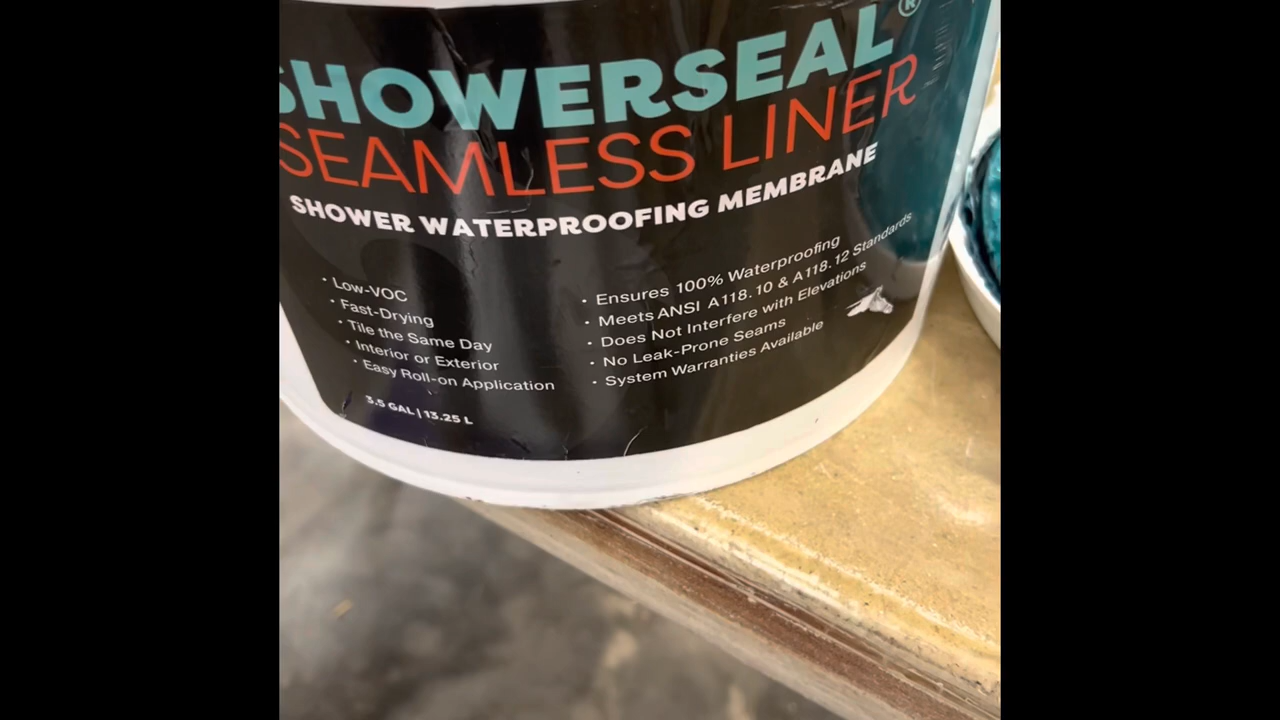 SHOWERSEAL®
SEAMLESS LINER
SHOWER WATERPROOFING MEMBRANE
· Low-VOC
· Fast-Drying
· Tile the Same Day
· Interior or Exterior
· Easy Roll-on Application
· Ensures 100% Waterproofing
· Meets ANSI A118.10 & A118.12 Standards
· Does Not Interfere with Elevations
· No Leak-Prone Seams
· System Warranties Available
3.5 GAL | 13.25 L